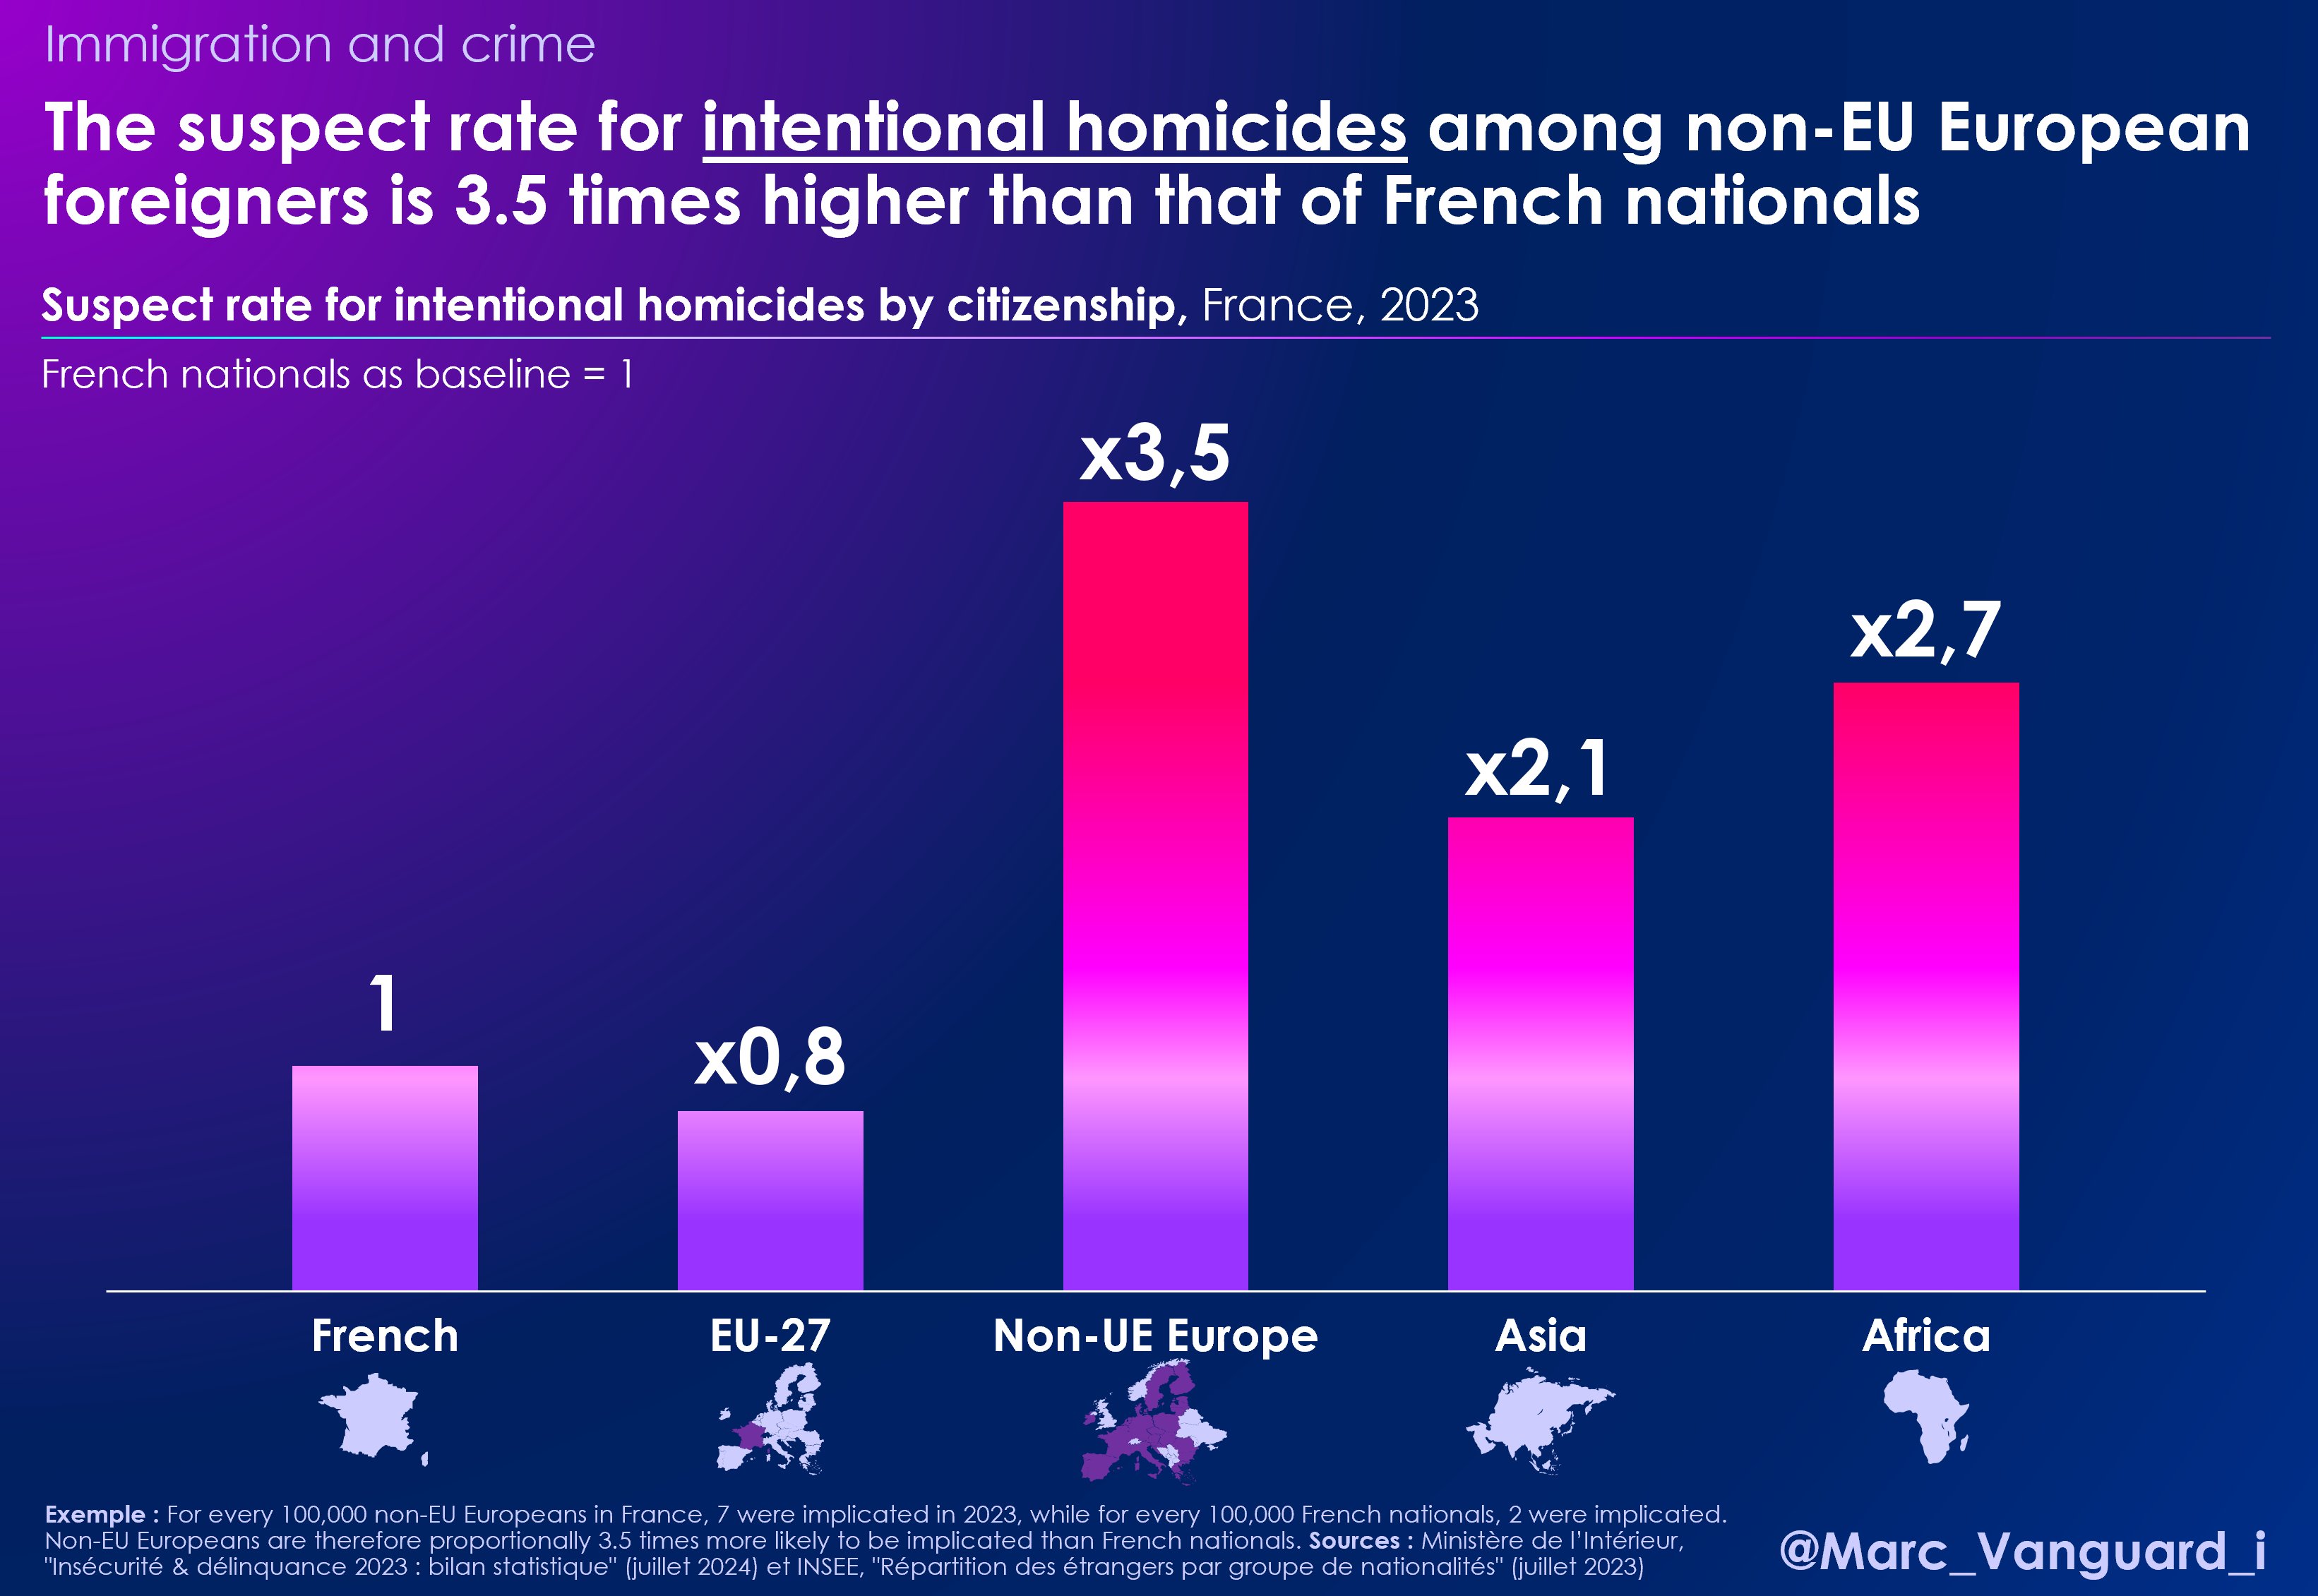 Immigration and crime
The suspect rate for intentional homicides among non-EU European
foreigners is 3.5 times higher than that of French nationals
Suspect rate for intentional homicides by citizenship, France, 2023
French nationals as baseline = 1
x3,5
x2,7
x2,1
1
x0,8
French
EU-27
Non-UE Europe
Asia
Africa
Exemple : For every 100,000 non-EU Europeans in France, 7 were implicated in 2023, while for every 100,000 French nationals, 2 were implicated.
Non-EU Europeans are therefore proportionally 3.5 times more likely to be implicated than French nationals. Sources : Ministère de l'Intérieur,
"Insécurité & délinquance 2023 : bilan statistique" (juillet 2024) et INSEE, "Répartition des étrangers par groupe de nationalités" (juillet 2023)
@Marc_Vanguard_i